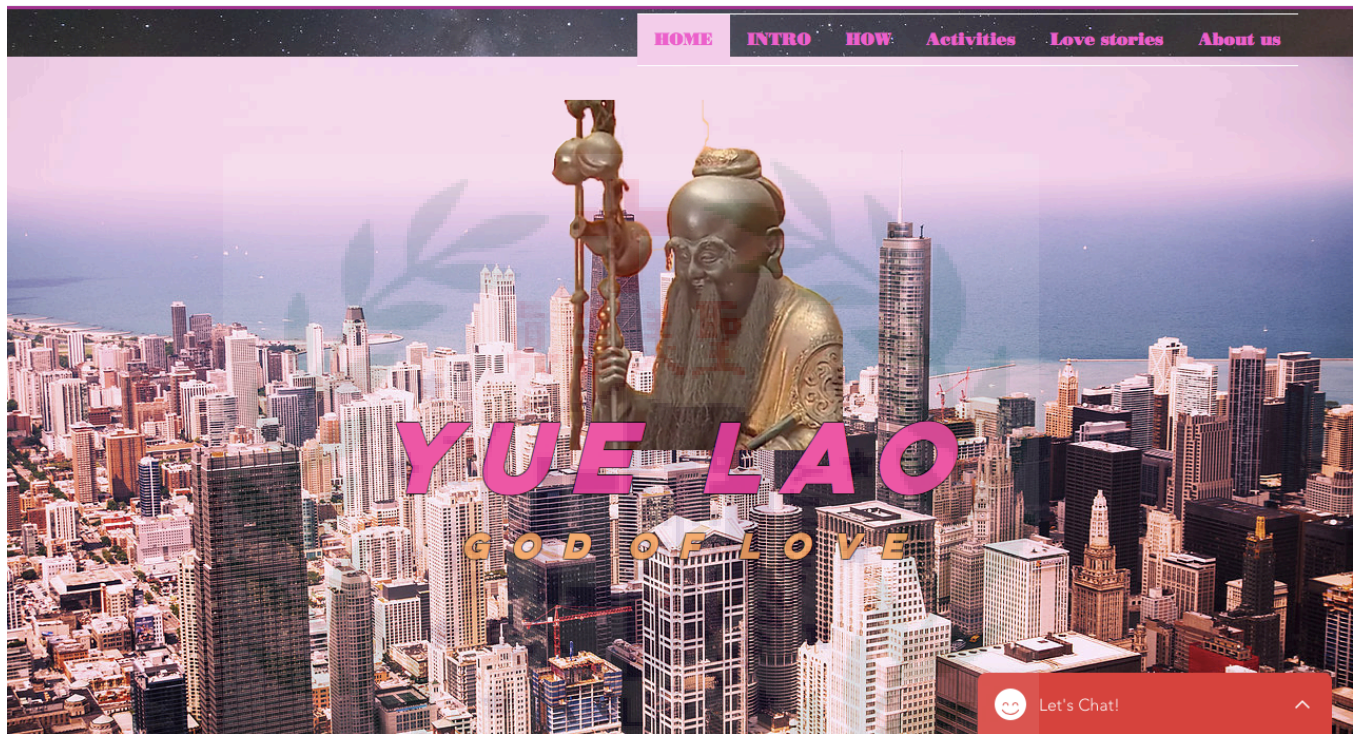 HOME INTRO HOW Activities Love stories About us
YUE LAO
GOD OF LOVE
Let's Chat!